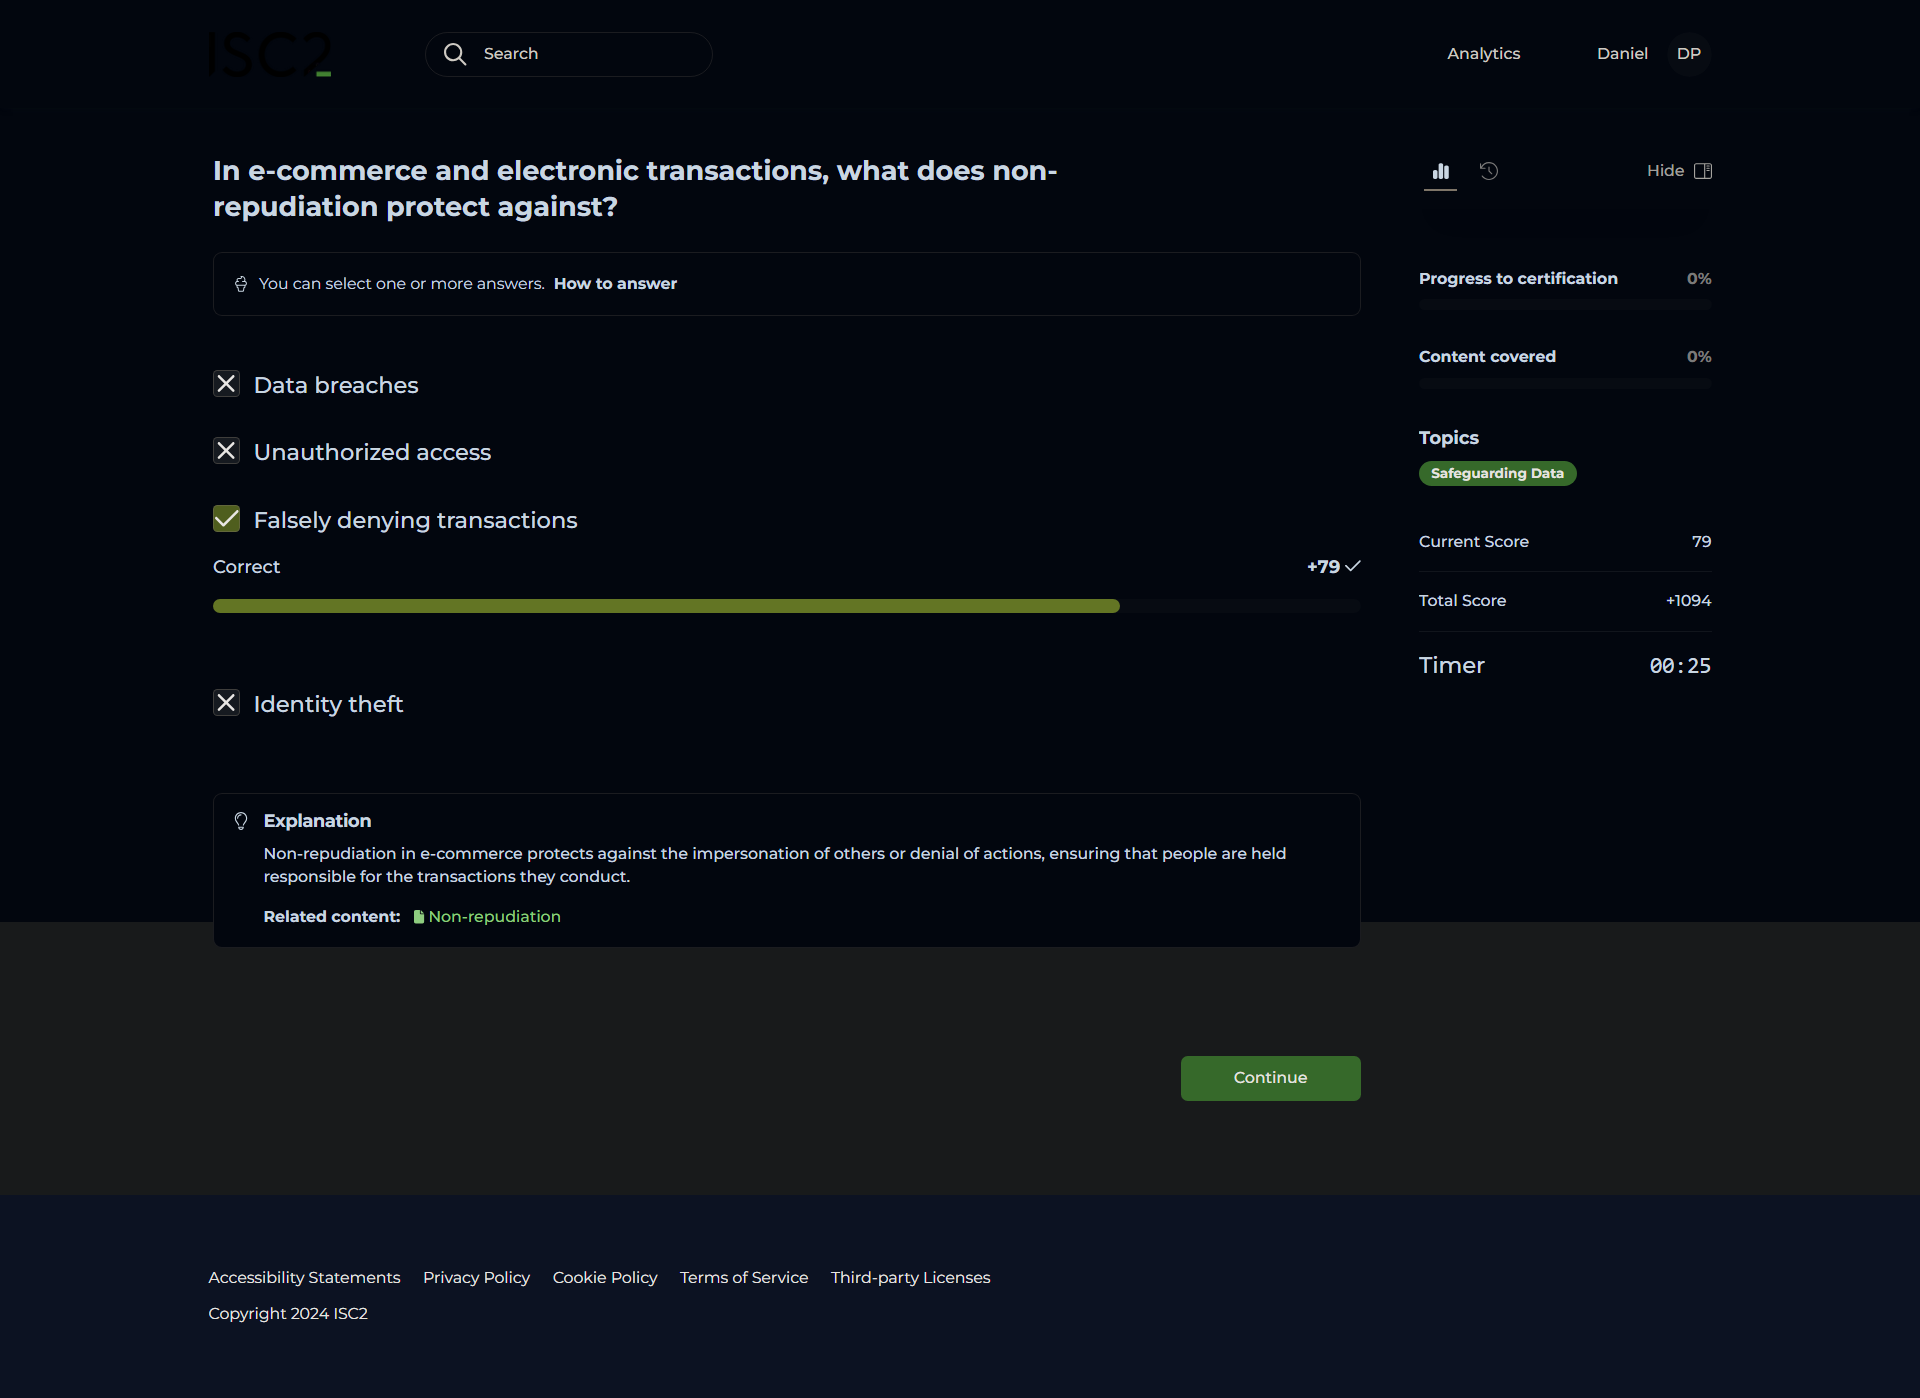 ISC2
Search
Analytics
Daniel
DP
In e-commerce and electronic transactions, what does non-
repudiation protect against?
You can select one or more answers. How to answer
Data breaches
Unauthorized access
Falsely denying transactions
Correct
+79
Identity theft
Explanation
Non-repudiation in e-commerce protects against the impersonation of others or denial of actions, ensuring that people are held
responsible for the transactions they conduct.
Related content: Non-repudiation
Continue
Hide
Progress to certification 0%
Content covered 0%
Topics
Safeguarding Data
Current Score 79
Total Score +1094
Timer 00:25
Accessibility Statements Privacy Policy Cookie Policy Terms of Service Third-party Licenses
Copyright 2024 ISC2